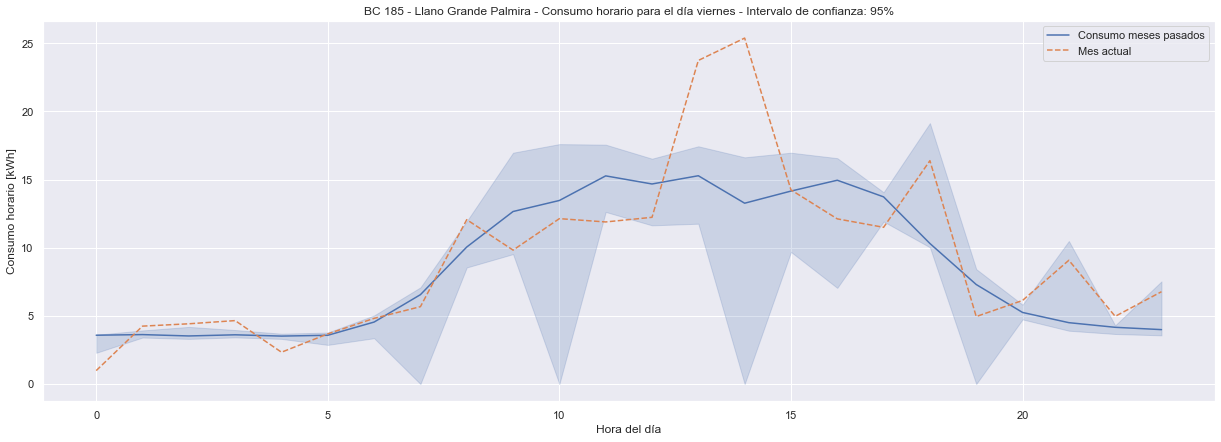 BC 185 - Llano Grande Palmira - Consumo horario para el día viernes - Intervalo de confianza: 95%
Consumo meses pasados
Mes actual
25
20
15
10
5
0
Consumo horario [kWh]
0 5 10 15 20
Hora del día